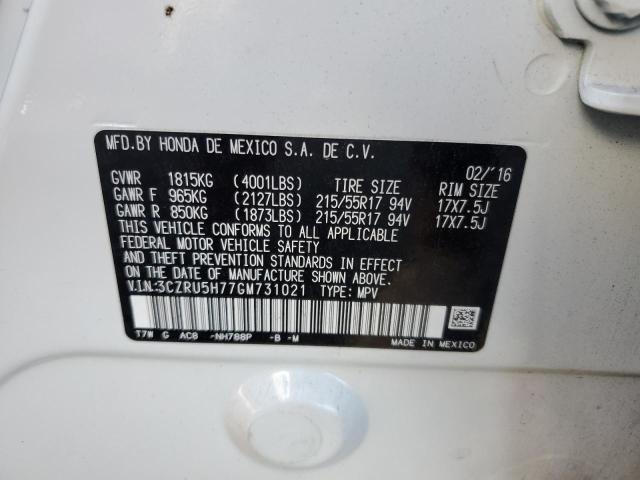 MFD.BY HONDA DE MEXICO S.A. DE C.V.
02/'16
GVWR 1815KG (4001LBS) TIRE SIZE RIM SIZE
GAWR F 965KG (2127LBS) 215/55R17 94V 17X7.5J
GAWR R 850KG (1873LBS) 215/55R17 94V 17X7.5J
THIS VEHICLE CONFORMS TO ALL APPLICABLE
FEDERAL MOTOR VEHICLE SAFETY
AND THEFT PREVENTION STANDARDS IN EFFECT
ON THE DATE OF MANUFACTURE SHOWN ABOVE.
V.I.N:3CZRU5H77GM731021 TYPE: MPV
T7W G AC6 -NH788P -B -M
MADE IN MEXICO